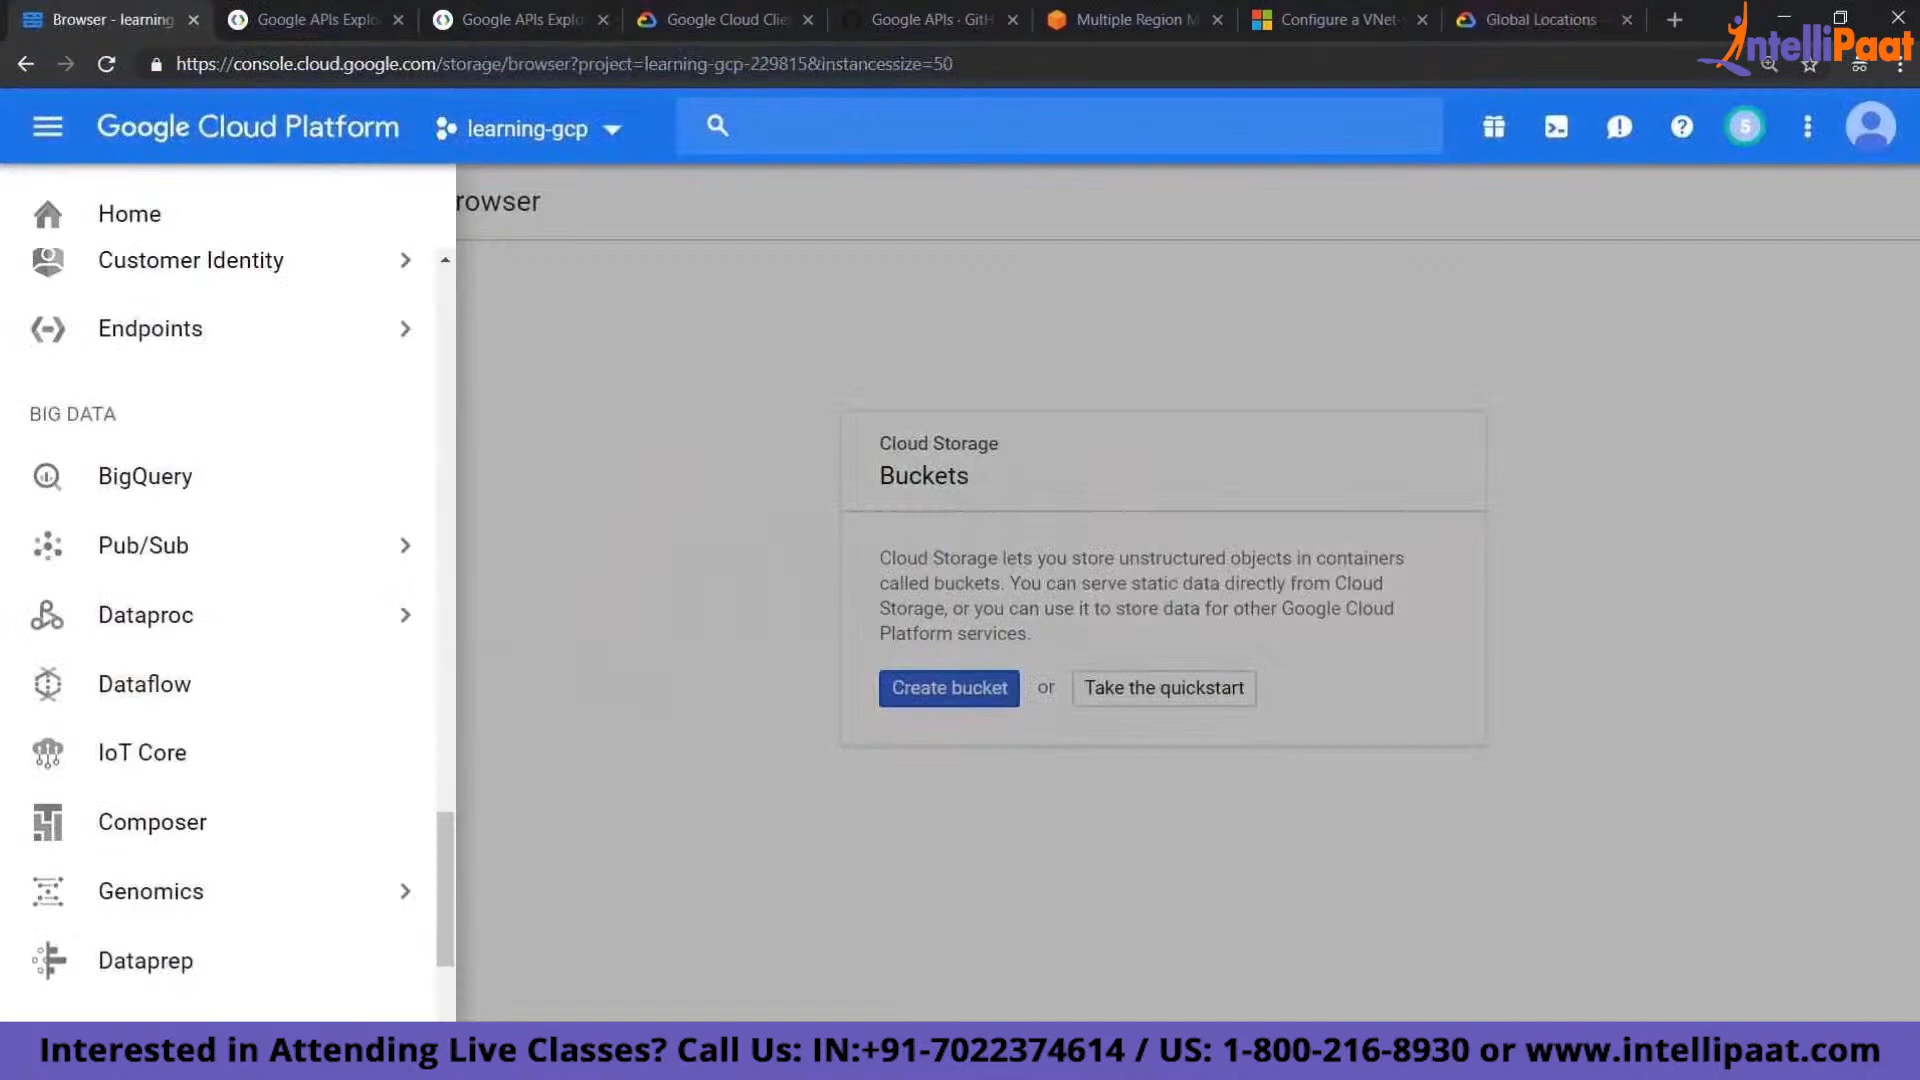 Browser - learning
Google APIs Explo
Google APIs Explo
Google Cloud Clie
Google APIs · GitH
Multiple Region M
Configure a VNet-
Global Locations
IntelliPaat
https://console.cloud.google.com/storage/browser?project=learning-gcp-229815&instancessize=50
Google Cloud Platform
learning-gcp
5
Home
rowser
Customer Identity
Endpoints
BIG DATA
BigQuery
Pub/Sub
Dataproc
Dataflow
IoT Core
Composer
Genomics
Dataprep
Cloud Storage
Buckets
Cloud Storage lets you store unstructured objects in containers
called buckets. You can serve static data directly from Cloud
Storage, or you can use it to store data for other Google Cloud
Platform services.
Create bucket or Take the quickstart
Interested in Attending Live Classes? Call Us: IN:+91-7022374614 / US: 1-800-216-8930 or www.intellipaat.com